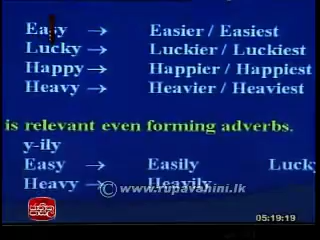 Easy → Easier / Easiest
Lucky → Luckier / Luckiest
Happy → Happier / Happiest
Heavy → Heavier / Heaviest
is relevant even forming adverbs.
y-ily
Easy → Easily Lucky
Heavy → Heavily
© www.rupavahini.lk
05:19:19